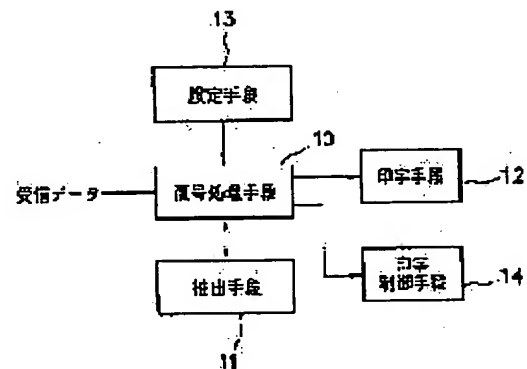 13
設定手段
10
受信データ
復号処理手段
印字手段
12
抽出手段
印字
制御手段
14
11